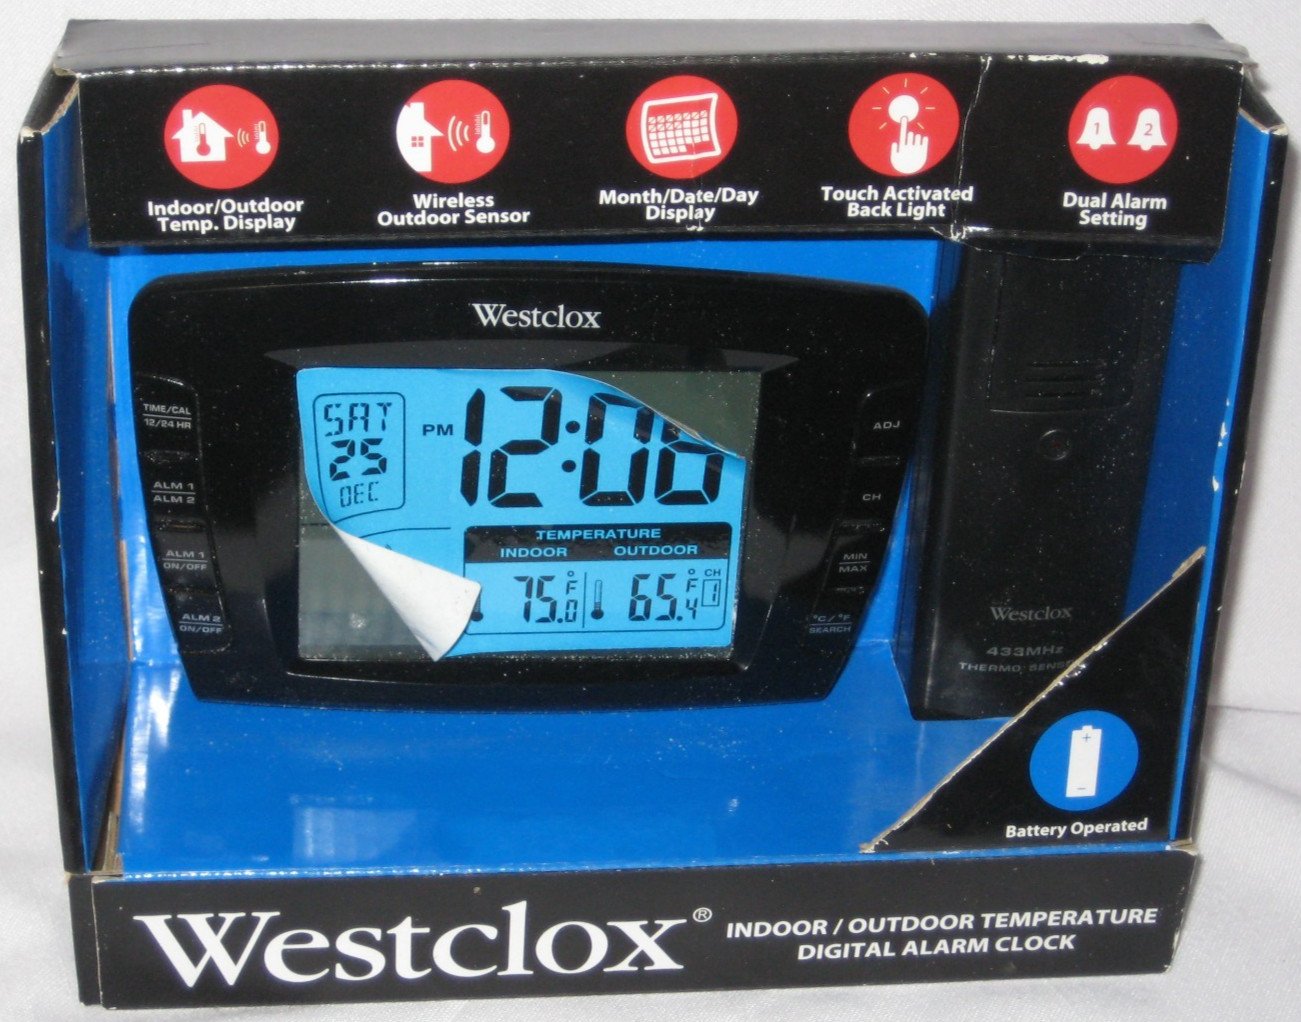 Indoor/Outdoor
Temp. Display
Wireless
Outdoor Sensor
Month/Date/Day
Display
Touch Activated
Back Light
1 2
Dual Alarm
Setting
Westclox
TIME/CAL
12/24 HR
ALM 1
ALM 2
ALM 1
ON/OFF
ALM 2
ON/OFF
SAT
25
DEC
PM 12:06
TEMPERATURE
INDOOR OUTDOOR
75.0 °F 65.4 °F CH 1
ADJ
CH
MIN
MAX
°C/°F
SEARCH
Westclox
433MHz
THERMO SENS
+
−
Battery Operated
Westclox®
INDOOR / OUTDOOR TEMPERATURE
DIGITAL ALARM CLOCK